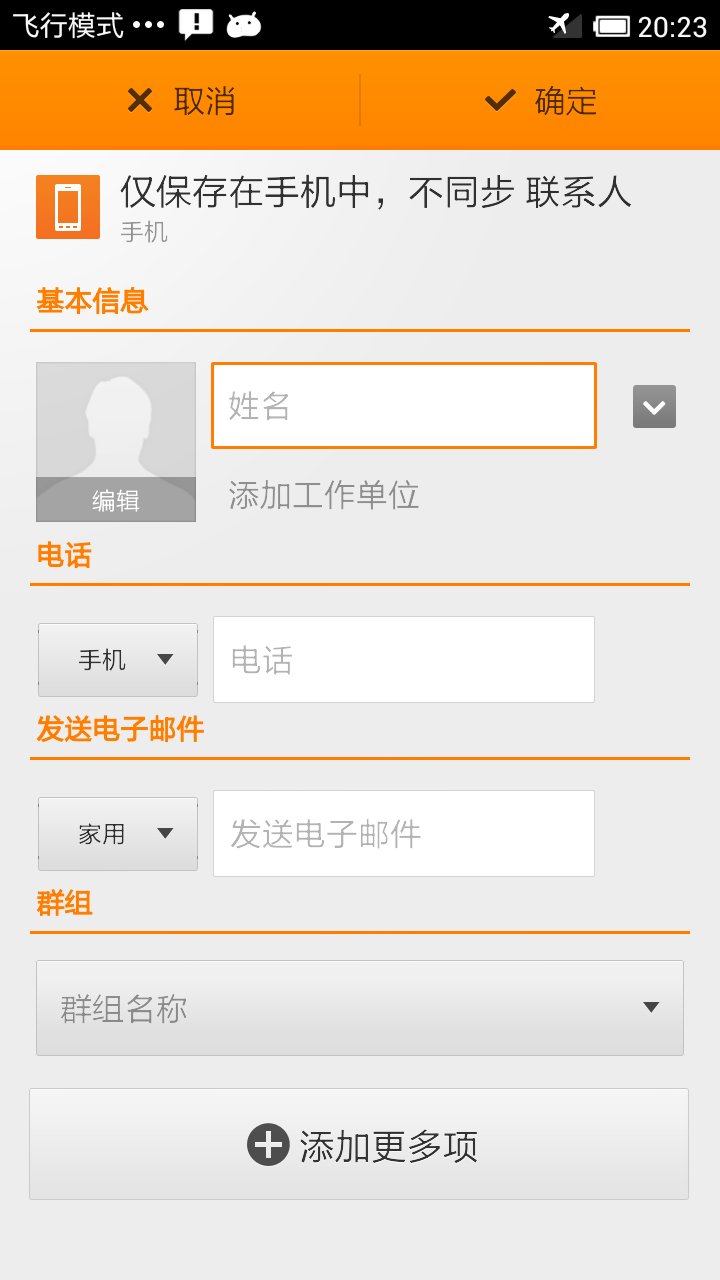 飞行模式 ••• 20:23
取消 确定
仅保存在手机中，不同步 联系人
手机
基本信息
姓名
编辑
添加工作单位
电话
手机 电话
发送电子邮件
家用 发送电子邮件
群组
群组名称
添加更多项